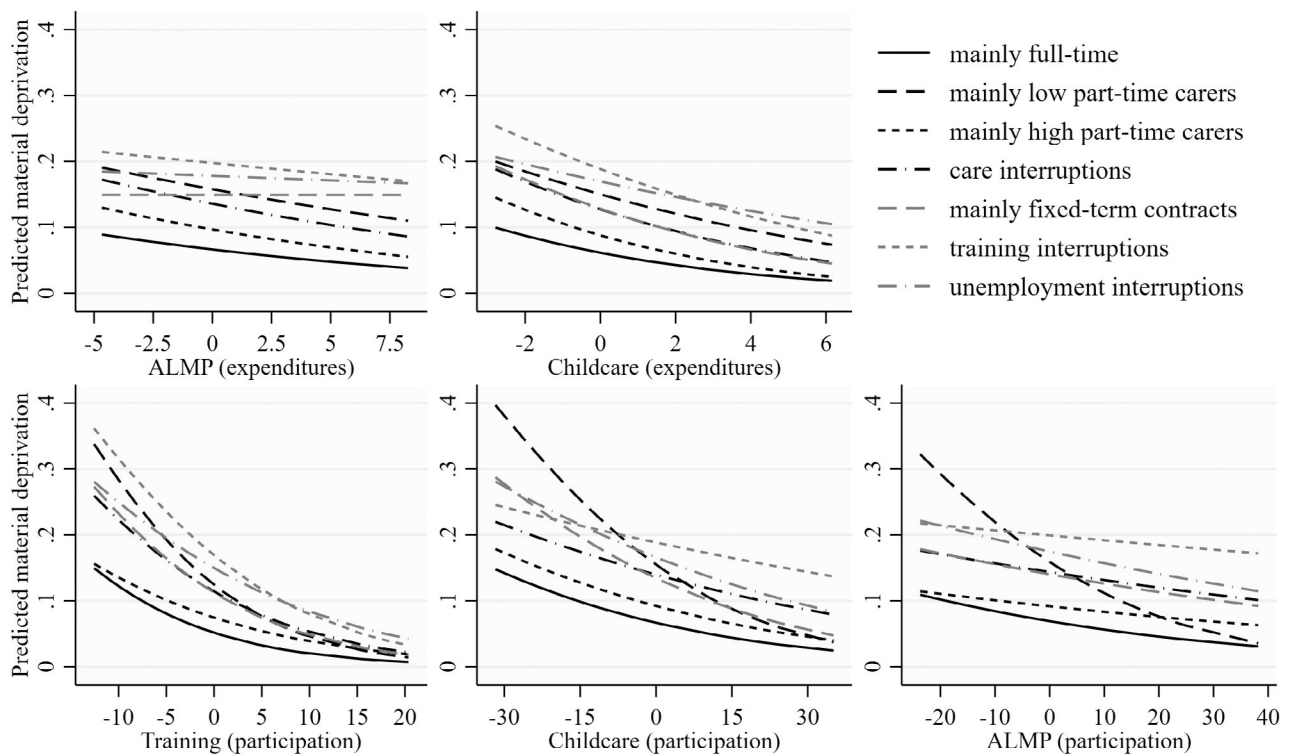 Predicted material deprivation
.4
.3
.2
.1
0
-5 -2.5 0 2.5 5 7.5
ALMP (expenditures)
.4
.3
.2
.1
0
-2 0 2 4 6
Childcare (expenditures)
mainly full-time
mainly low part-time carers
mainly high part-time carers
care interruptions
mainly fixed-term contracts
training interruptions
unemployment interruptions
Predicted material deprivation
.4
.3
.2
.1
0
-10 -5 0 5 10 15 20
Training (participation)
.4
.3
.2
.1
0
-30 -15 0 15 30
Childcare (participation)
.4
.3
.2
.1
0
-20 -10 0 10 20 30 40
ALMP (participation)